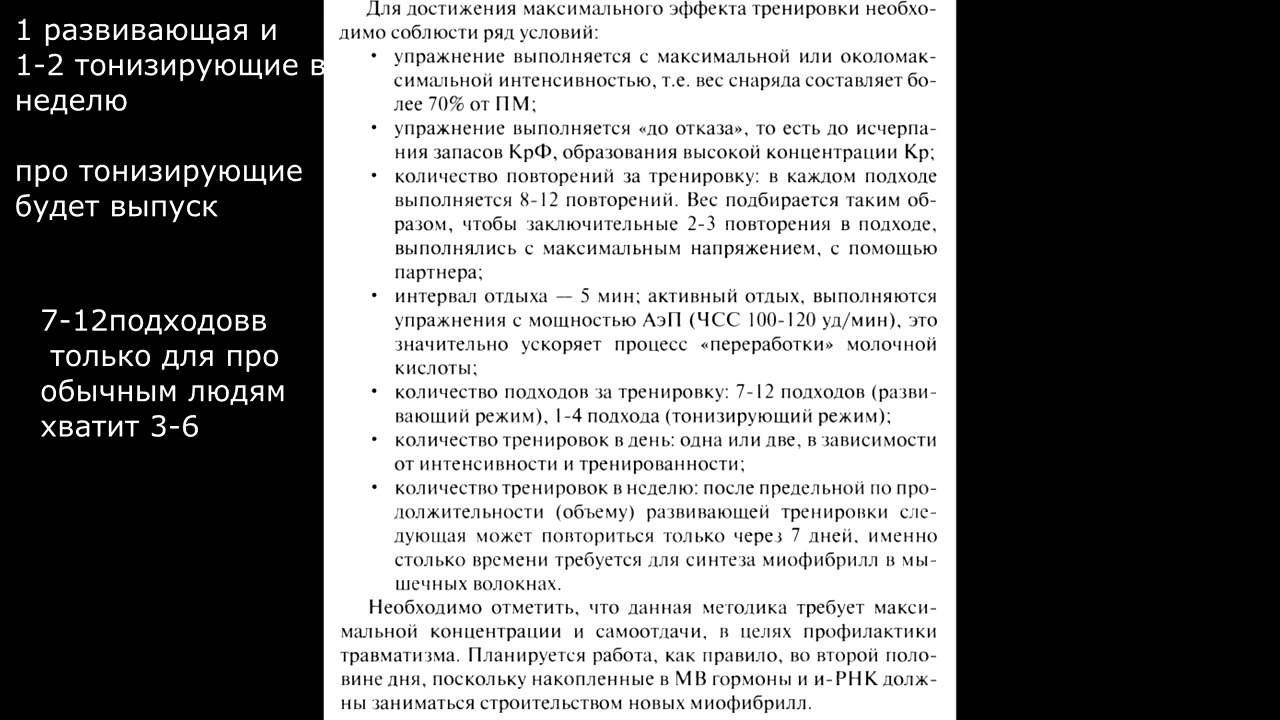 1 развивающая и
1-2 тонизирующие в
неделю
про тонизирующие
будет выпуск
7-12подходовв
только для про
обычным людям
хватит 3-6
Для достижения максимального эффекта тренировки необхо-
димо соблюсти ряд условий:
• упражнение выполняется с максимальной или околомак-
симальной интенсивностью, т.е. вес снаряда составляет бо-
лее 70% от ПМ;
• упражнение выполняется «до отказа», то есть до исчерпа-
ния запасов КрФ, образования высокой концентрации Кр;
• количество повторений за тренировку: в каждом подходе
выполняется 8-12 повторений. Вес подбирается таким об-
разом, чтобы заключительные 2-3 повторения в подходе,
выполнялись с максимальным напряжением, с помощью
партнера;
• интервал отдыха — 5 мин; активный отдых, выполняются
упражнения с мощностью АэП (ЧСС 100-120 уд/мин), это
значительно ускоряет процесс «переработки» молочной
кислоты;
• количество подходов за тренировку: 7-12 подходов (разви-
вающий режим), 1-4 подхода (тонизирующий режим);
• количество тренировок в день: одна или две, в зависимости
от интенсивности и тренированности;
• количество тренировок в неделю: после предельной по про-
должительности (объему) развивающей тренировки сле-
дующая может повториться только через 7 дней, именно
столько времени требуется для синтеза миофибрилл в мы-
шечных волокнах.
Необходимо отметить, что данная методика требует макси-
мальной концентрации и самоотдачи, в целях профилактики
травматизма. Планируется работа, как правило, во второй поло-
вине дня, поскольку накопленные в МВ гормоны и и-РНК долж-
ны заниматься строительством новых миофибрилл.